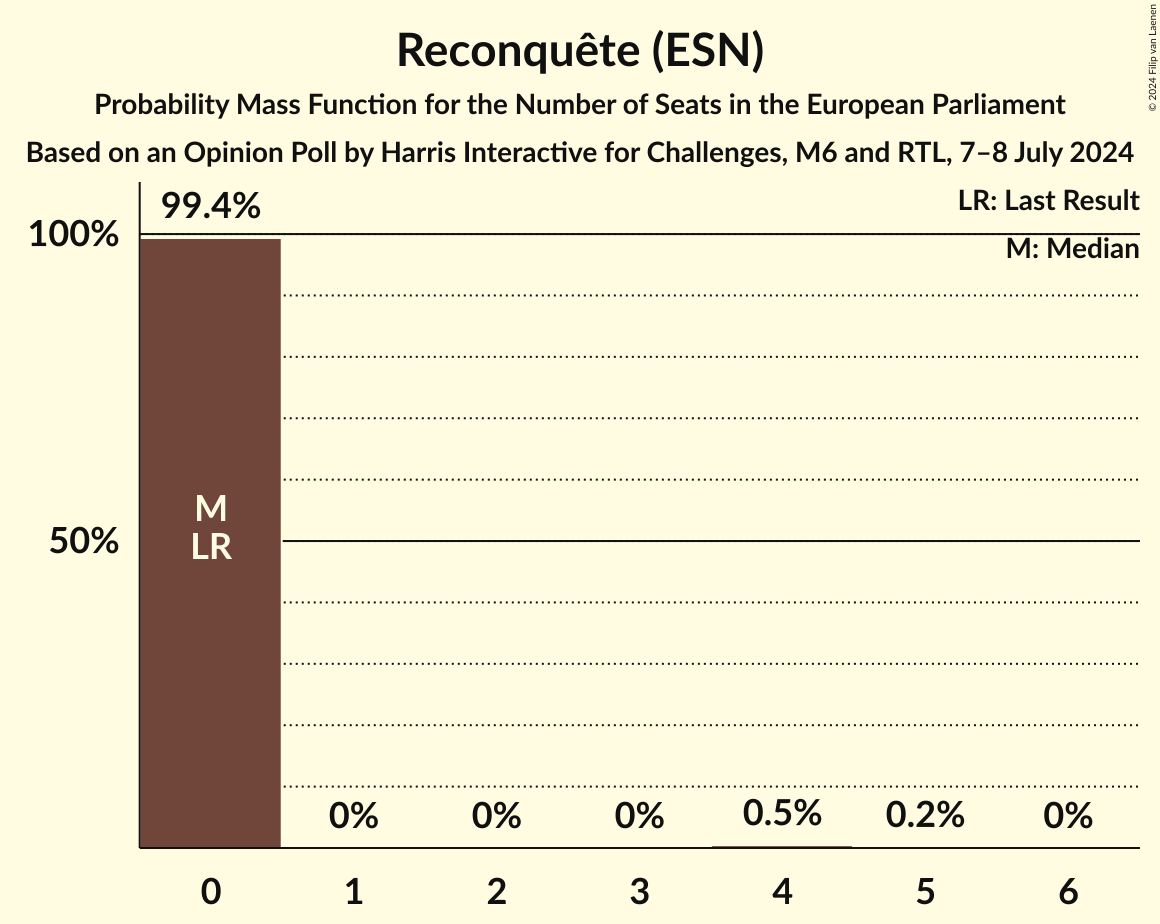 Reconquête (ESN)
Probability Mass Function for the Number of Seats in the European Parliament
Based on an Opinion Poll by Harris Interactive for Challenges, M6 and RTL, 7–8 July 2024
© 2024 Filip van Laenen
LR: Last Result
M: Median
99.4%
100%
M
LR
50%
0%
0%
0%
0.5%
0.2%
0%
0
1
2
3
4
5
6